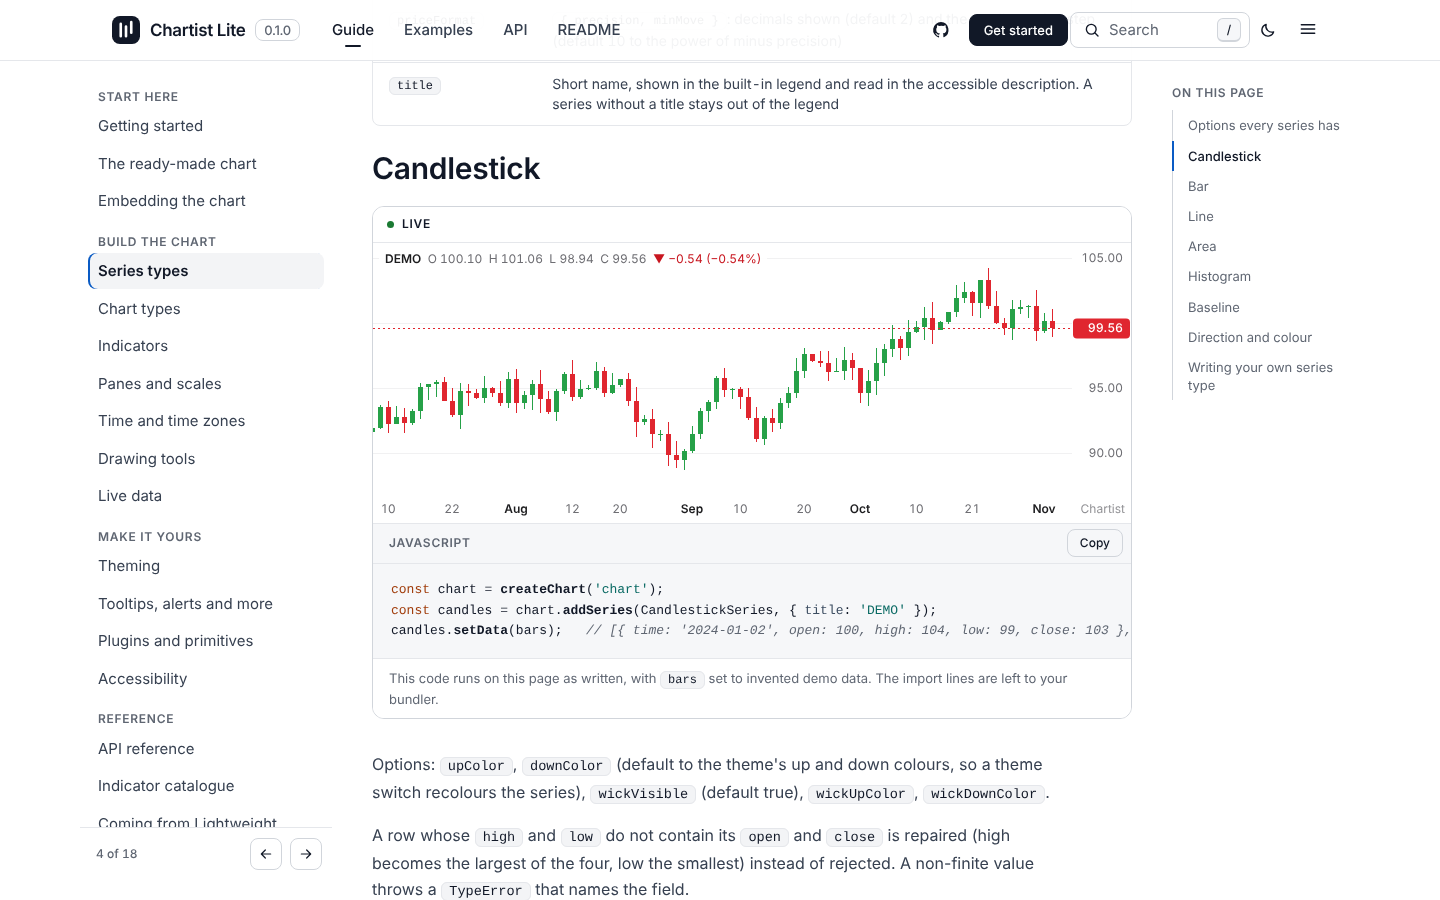 Chartist Lite 0.1.0 Guide Examples API README Get started Search /
(default 10 to the power of minus precision)
START HERE
Getting started
The ready-made chart
Embedding the chart
BUILD THE CHART
Series types
Chart types
Indicators
Panes and scales
Time and time zones
Drawing tools
Live data
MAKE IT YOURS
Theming
Tooltips, alerts and more
Plugins and primitives
Accessibility
REFERENCE
API reference
Indicator catalogue
Coming from Lightweight
4 of 18
title Short name, shown in the built-in legend and read in the accessible description. A
series without a title stays out of the legend
Candlestick
LIVE
DEMO O 100.10 H 101.06 L 98.94 C 99.56 ▼ −0.54 (−0.54%)
105.00
99.56
95.00
90.00
10 22 Aug 12 20 Sep 10 20 Oct 10 21 Nov Chartist
JAVASCRIPT Copy
const chart = createChart('chart');
const candles = chart.addSeries(CandlestickSeries, { title: 'DEMO' });
candles.setData(bars); // [{ time: '2024-01-02', open: 100, high: 104, low: 99, close: 103 },
This code runs on this page as written, with bars set to invented demo data. The import lines are left to your
bundler.
Options: upColor, downColor (default to the theme's up and down colours, so a theme
switch recolours the series), wickVisible (default true), wickUpColor, wickDownColor.
A row whose high and low do not contain its open and close is repaired (high
becomes the largest of the four, low the smallest) instead of rejected. A non-finite value
throws a TypeError that names the field.
ON THIS PAGE
Options every series has
Candlestick
Bar
Line
Area
Histogram
Baseline
Direction and colour
Writing your own series
type